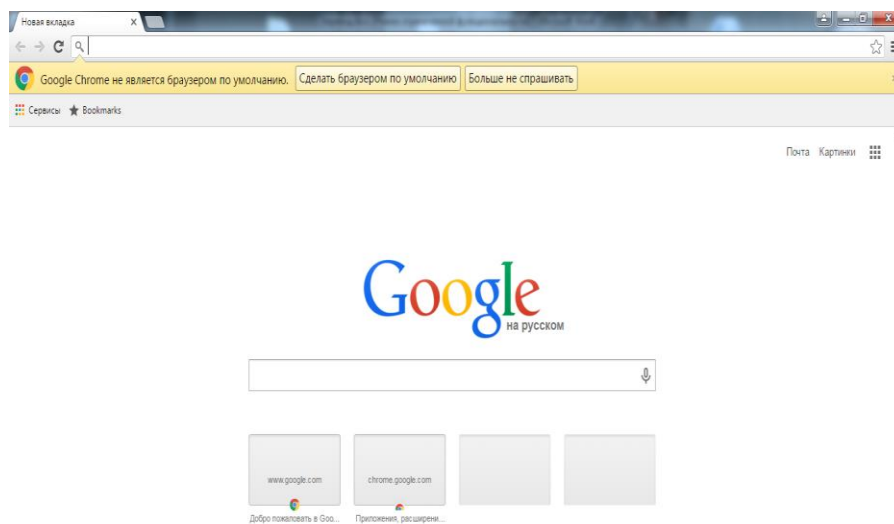 Новая вкладка
Google Chrome не является браузером по умолчанию. Сделать браузером по умолчанию Больше не спрашивать
Сервисы Bookmarks
Почта Картинки
Google
на русском
www.google.com chrome.google.com
Добро пожаловать в Goo... Приложения, расширени...